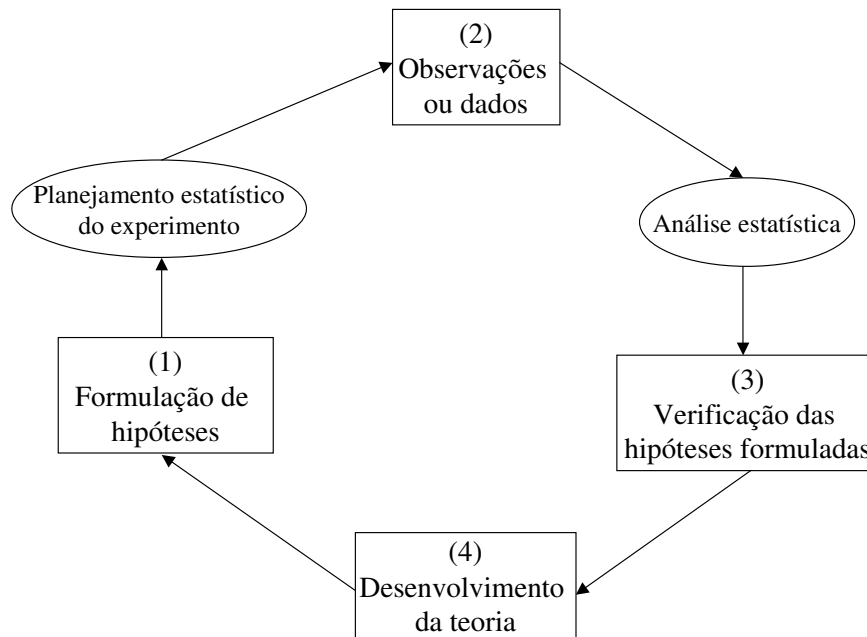 (2)
Observações
ou dados
Planejamento estatístico
do experimento
Análise estatística
(1)
Formulação de
hipóteses
(3)
Verificação das
hipóteses formuladas
(4)
Desenvolvimento
da teoria